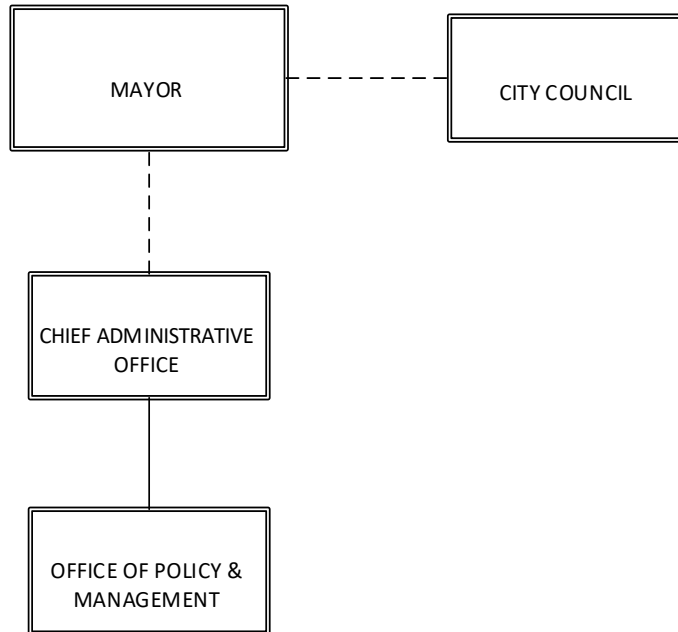 MAYOR
CITY COUNCIL
CHIEF ADMINISTRATIVE
OFFICE
OFFICE OF POLICY &
MANAGEMENT